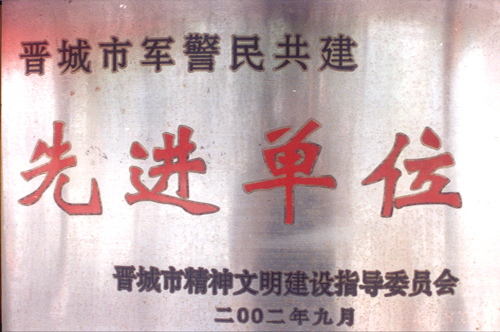 晋城市军警民共建
先进单位
晋城市精神文明建设指导委员会
二00二年九月